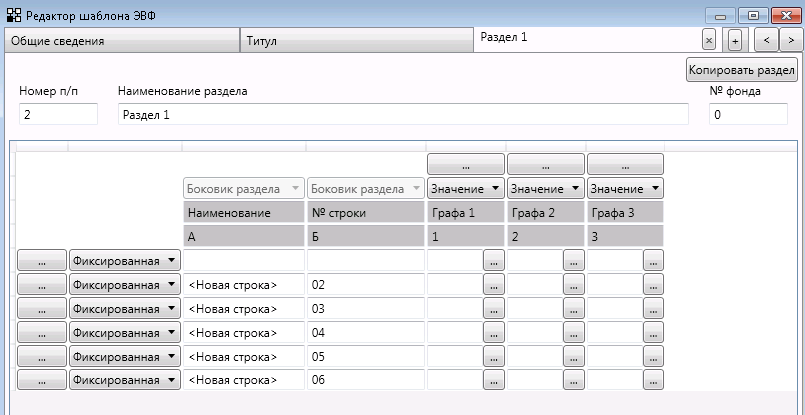 Редактор шаблона ЭВФ
Общие сведения Титул Раздел 1 × + < >
Копировать раздел
Номер п/п Наименование раздела № фонда
2 Раздел 1 0
... ... ...
Боковик раздела Боковик раздела Значение Значение Значение
Наименование № строки Графа 1 Графа 2 Графа 3
А Б 1 2 3
... Фиксированная ... ... ...
... Фиксированная <Новая строка> 02 ... ... ...
... Фиксированная <Новая строка> 03 ... ... ...
... Фиксированная <Новая строка> 04 ... ... ...
... Фиксированная <Новая строка> 05 ... ... ...
... Фиксированная <Новая строка> 06 ... ... ...